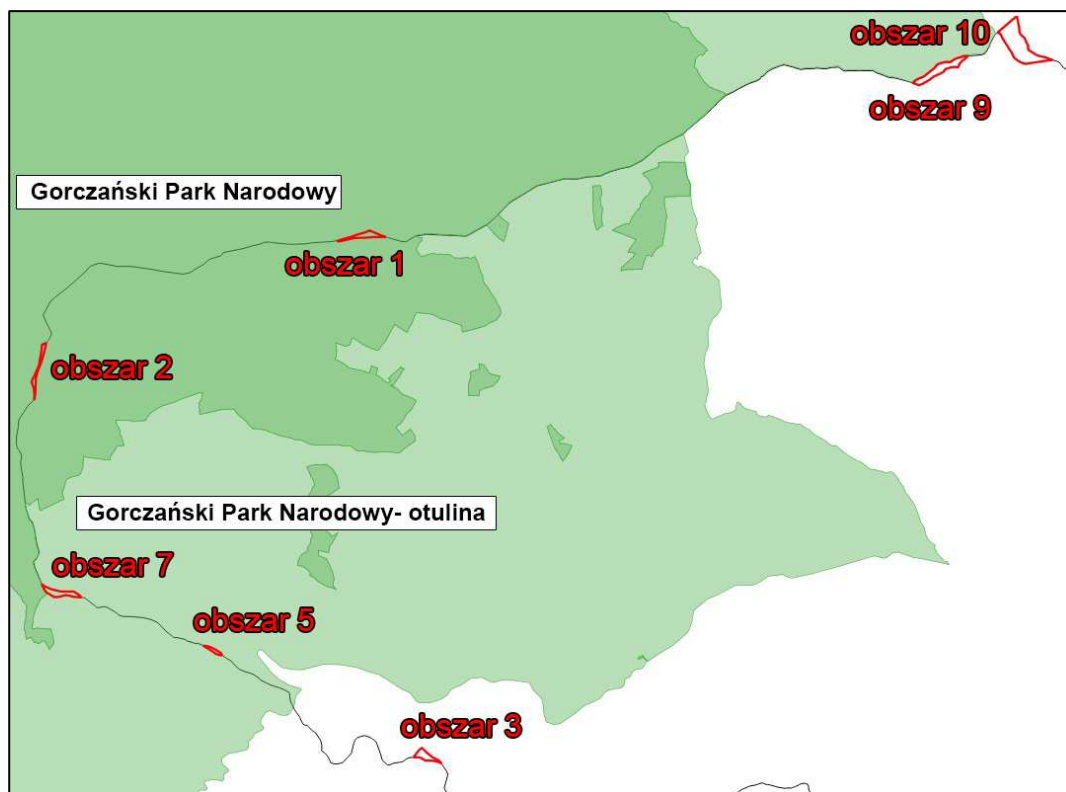 obszar 10
obszar 9
Gorczański Park Narodowy
obszar 1
obszar 2
Gorczański Park Narodowy- otulina
obszar 7
obszar 5
obszar 3